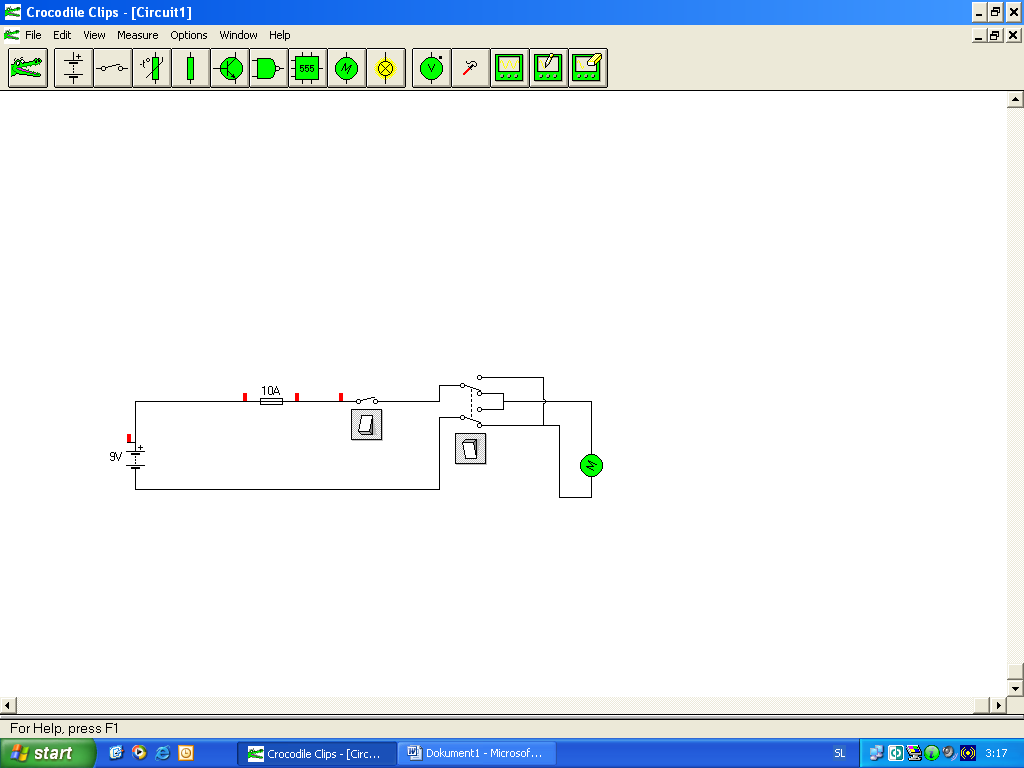 Crocodile Clips - [Circuit1]
File Edit View Measure Options Window Help
-t° 555 M V
10A
9V
M
For Help, press F1
start Crocodile Clips - [Circ... Dokument1 - Microsof... SL 3:17